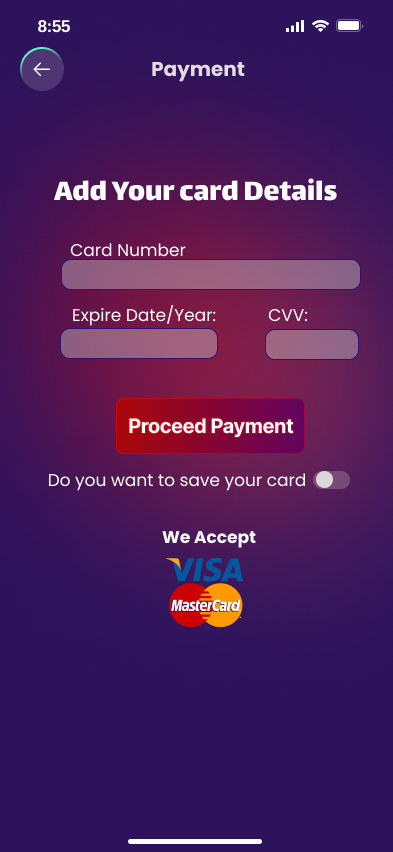 8:55
Payment
Add Your card Details
Card Number
Expire Date/Year: CVV:
Proceed Payment
Do you want to save your card
We Accept
VISA
MasterCard